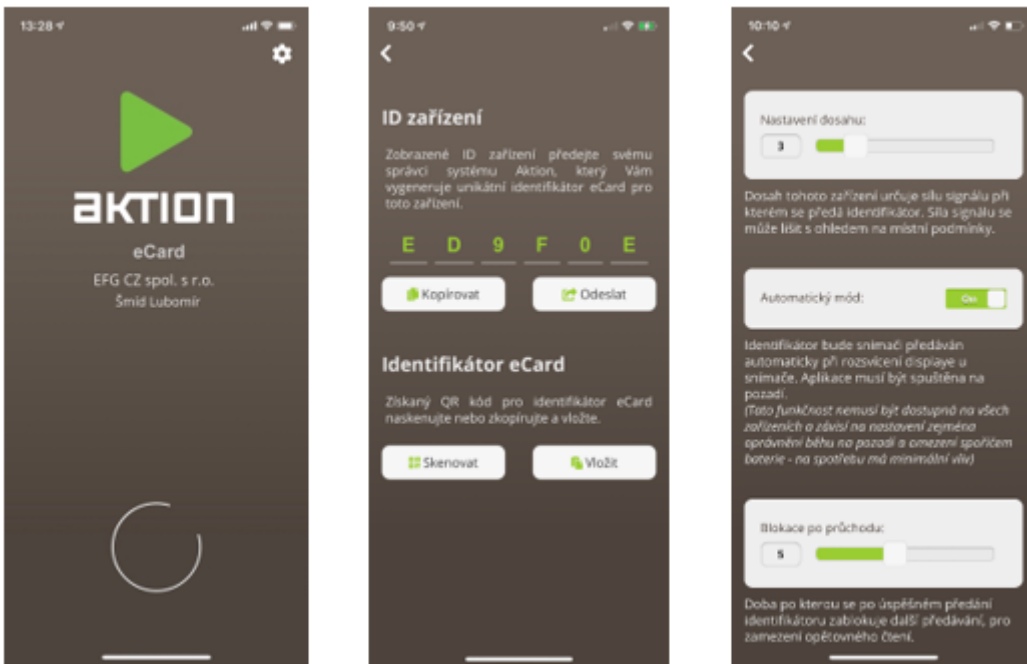 13:28
aktion
eCard
EFG CZ spol. s r.o.
Šmíd Lubomír
9:50
ID zařízení
Zobrazené ID zařízení předejte svému
správci systému Aktion, který Vám
vygeneruje unikátní identifikátor eCard pro
toto zařízení.
E D 9 F 0 E
Kopírovat
Odeslat
Identifikátor eCard
Získaný QR kód pro identifikátor eCard
naskenujte nebo zkopírujte a vložte.
Skenovat
Vložit
10:10
Nastavení dosahu:
3
Dosah tohoto zařízení určuje sílu signálu při
kterém se předá identifikátor. Síla signálu se
může lišit s ohledem na místní podmínky.
Automatický mód:
On
Identifikátor bude snímači předáván
automaticky při rozsvícení displaye u
snímače. Aplikace musí být spuštěna na
pozadí.
(Tato funkčnost nemusí být dostupná na všech
zařízeních a závisí na nastavení zejména
oprávnění běhu na pozadí a omezení spořičem
baterie - na spotřebu má minimální vliv)
Blokace po průchodu:
5
Doba po kterou se po úspěšném předání
identifikátoru zablokuje další předávání, pro
zamezení opětovného čtení.